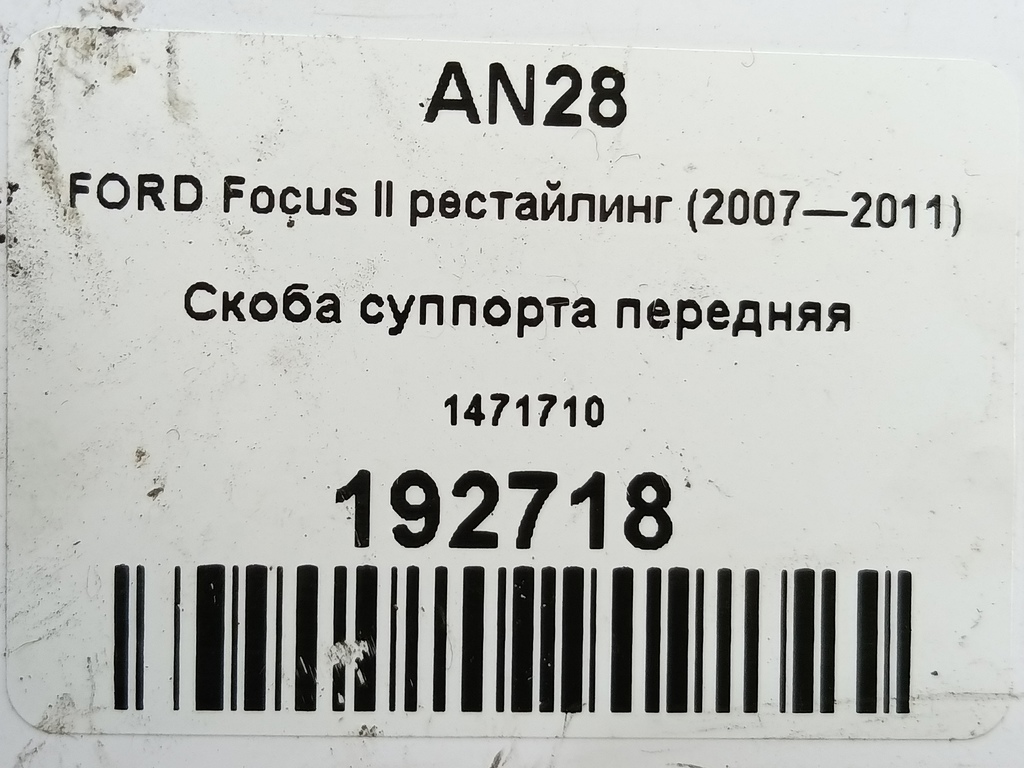 AN28
FORD Focus II рестайлинг (2007—2011)
Скоба суппорта передняя
1471710
192718